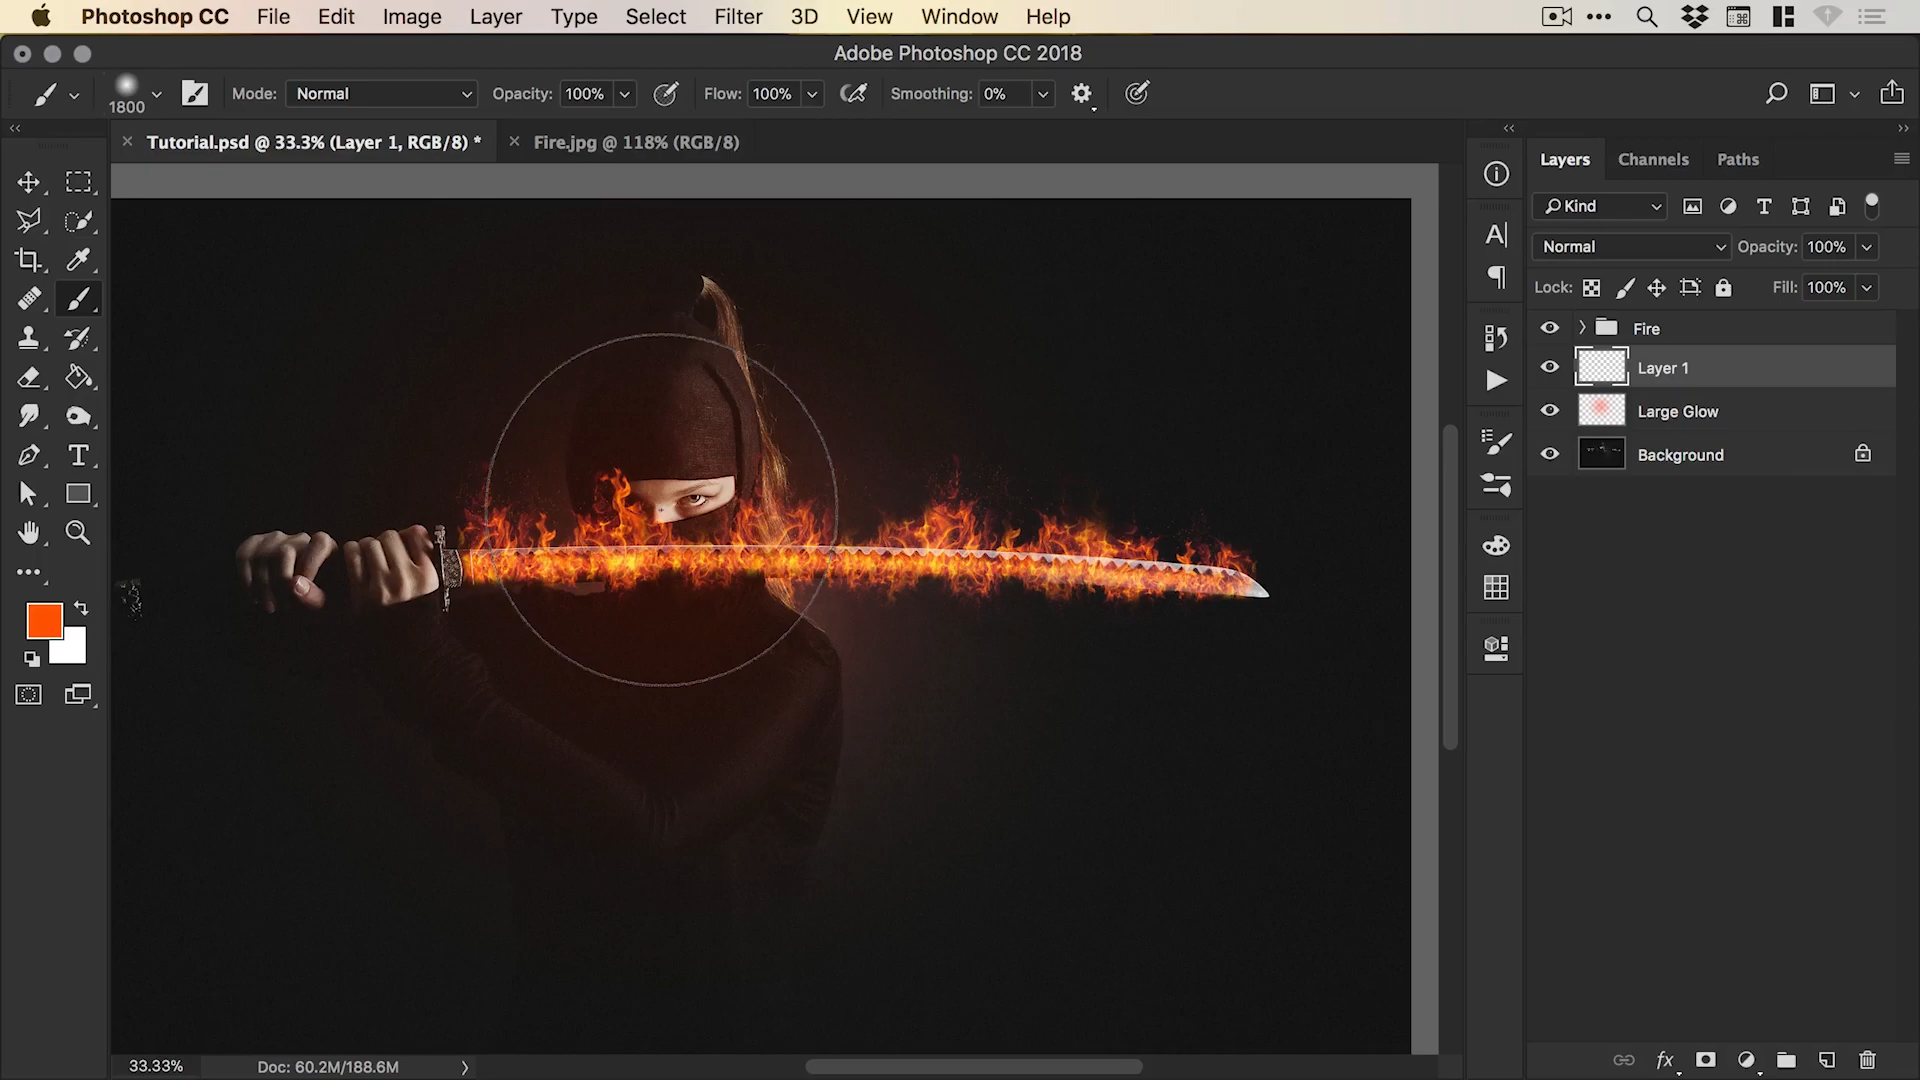 Photoshop CC File Edit Image Layer Type Select Filter 3D View Window Help
Adobe Photoshop CC 2018
1800 Mode: Normal Opacity: 100% Flow: 100% Smoothing: 0%
Tutorial.psd @ 33.3% (Layer 1, RGB/8) * Fire.jpg @ 118% (RGB/8)
Layers Channels Paths
Kind
Normal Opacity: 100%
Lock: Fill: 100%
Fire
Layer 1
Large Glow
Background
33.33% Doc: 60.2M/188.6M